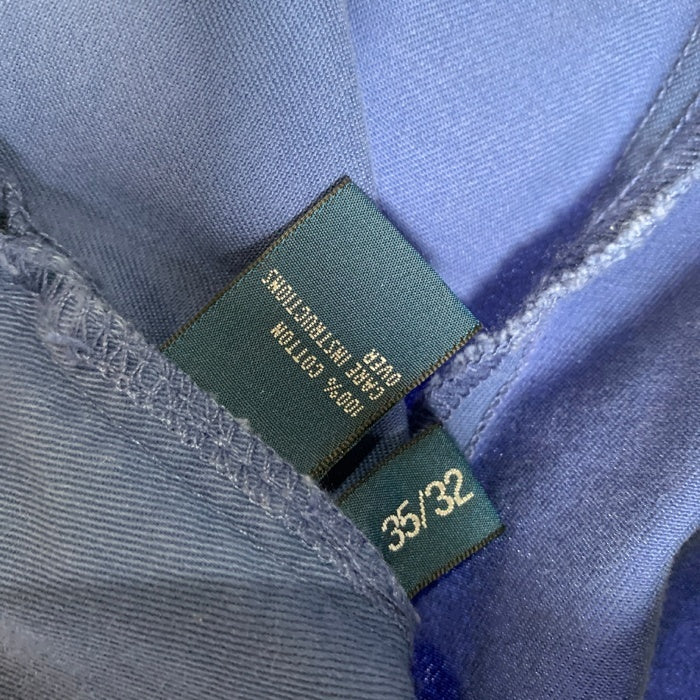 100% COTTON
CARE INSTRUCTIONS
OVER
35/32